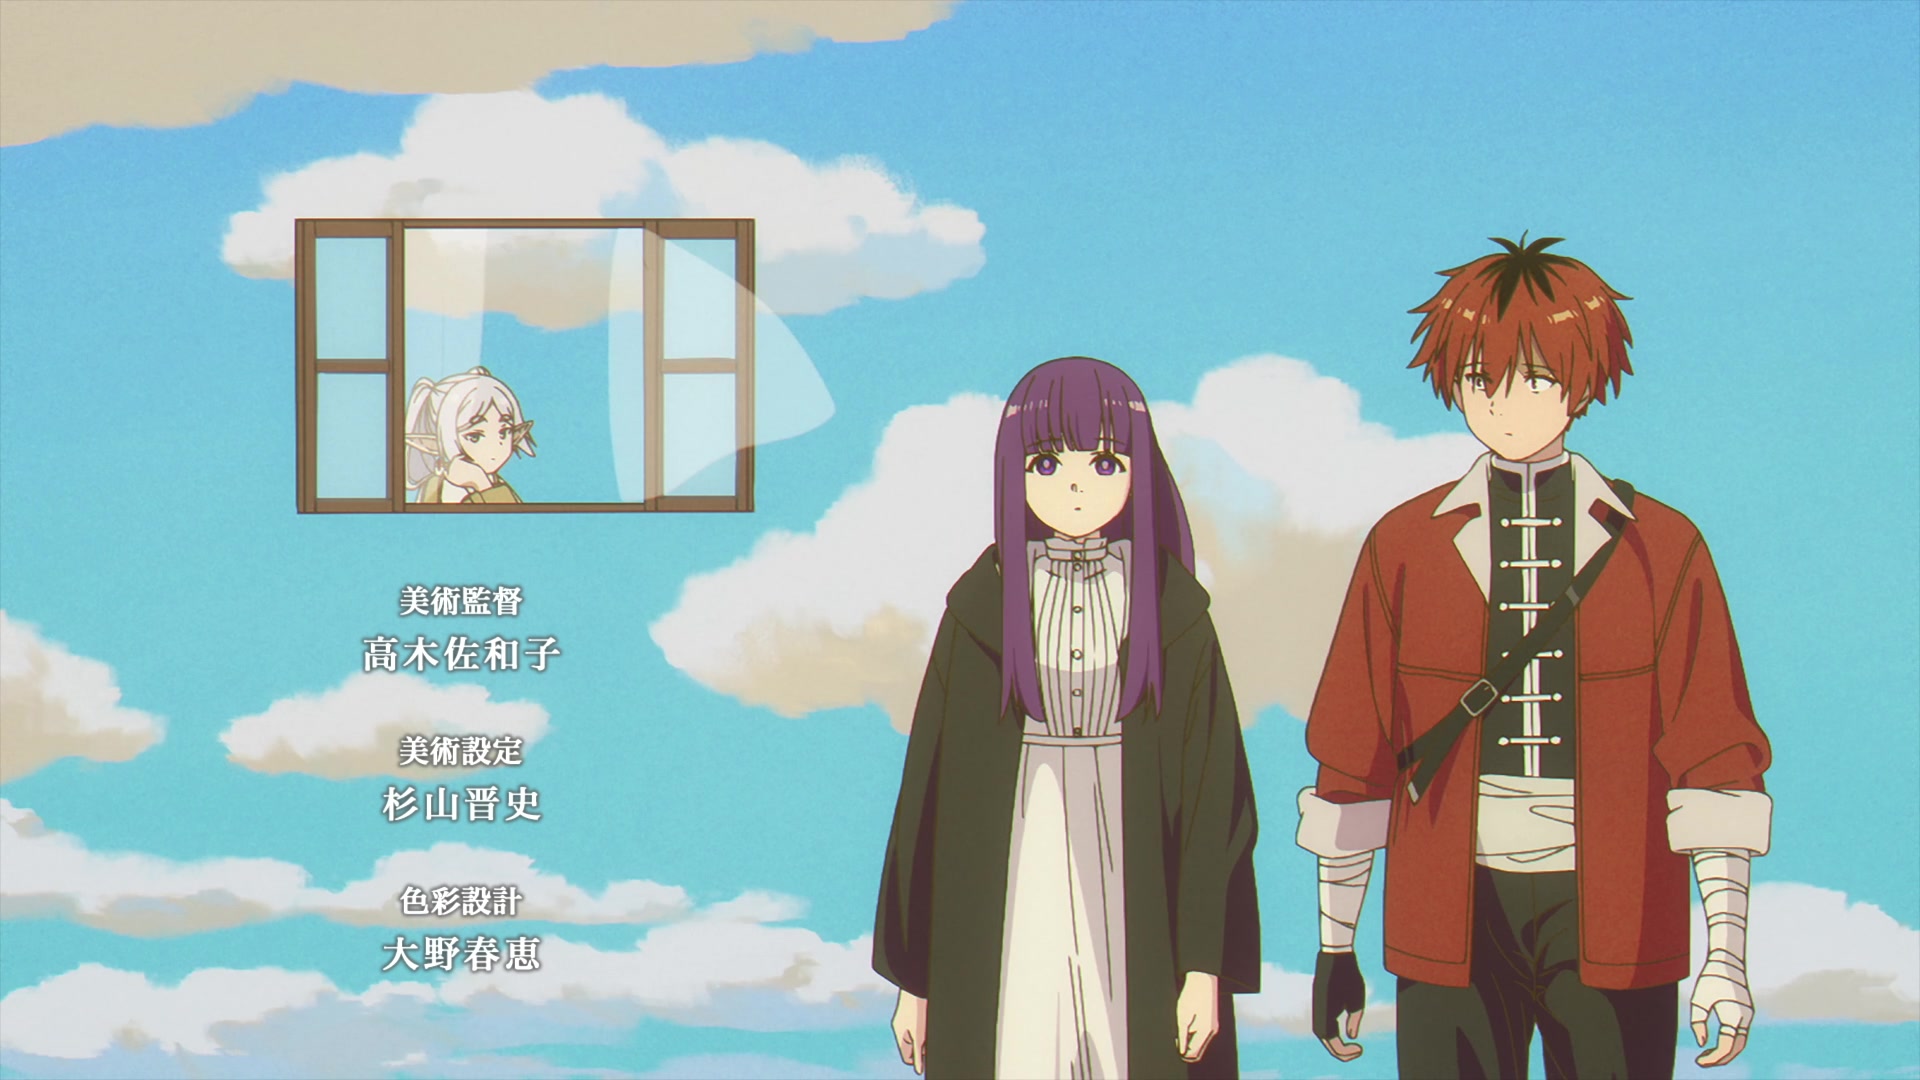 美術監督
高木佐和子
美術設定
杉山晋史
色彩設計
大野春恵